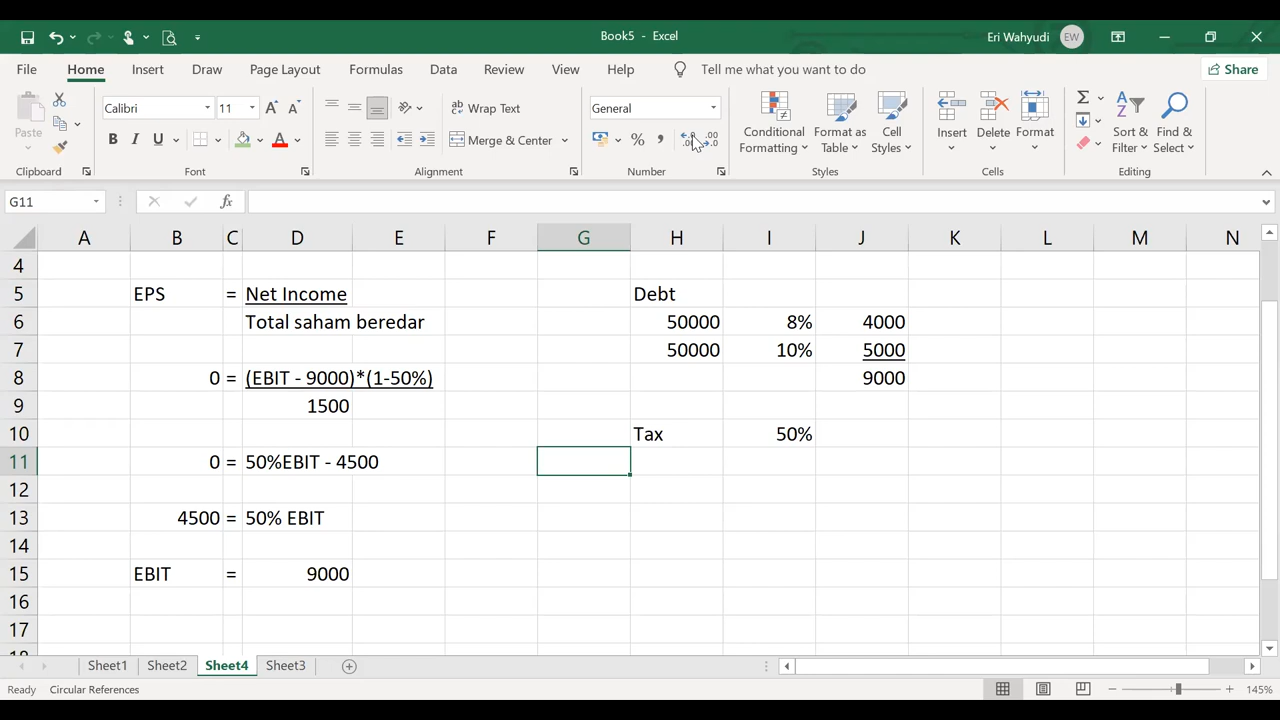 Book5 - Excel
Eri Wahyudi EW
File Home Insert Draw Page Layout Formulas Data Review View Help Tell me what you want to do Share
Paste
Calibri 11
Wrap Text
Merge & Center
General
Conditional Formatting
Format as Table
Cell Styles
Insert Delete Format
Sort & Filter
Find & Select
Clipboard Font Alignment Number Styles Cells Editing
G11 fx
A B C D E F G H I J K L M N
4
5 EPS = Net Income Debt
6 Total saham beredar 50000 8% 4000
7 50000 10% 5000
8 0 = (EBIT - 9000)*(1-50%) 9000
9 1500
10 Tax 50%
11 0 = 50%EBIT - 4500
12
13 4500 = 50% EBIT
14
15 EBIT = 9000
16
17
Sheet1 Sheet2 Sheet4 Sheet3
Ready Circular References 145%